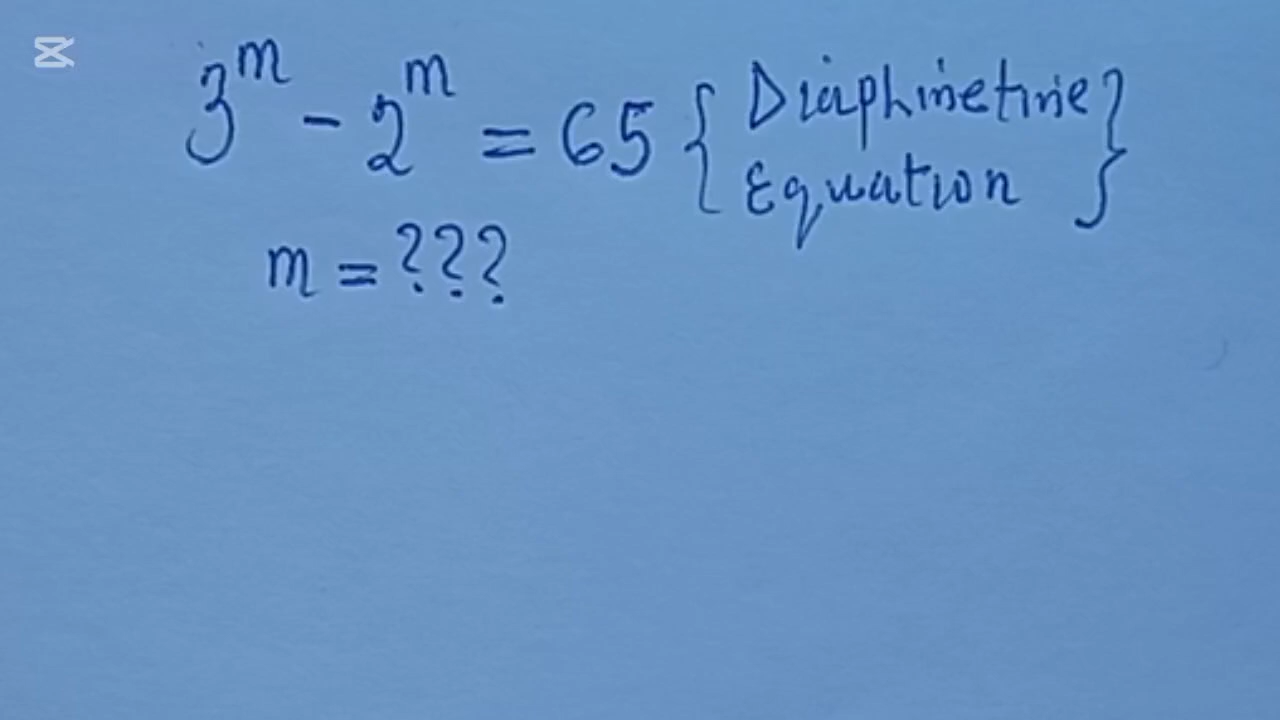 3^m - 2^m = 65 { Diaphinetine
Equation }
m = ???